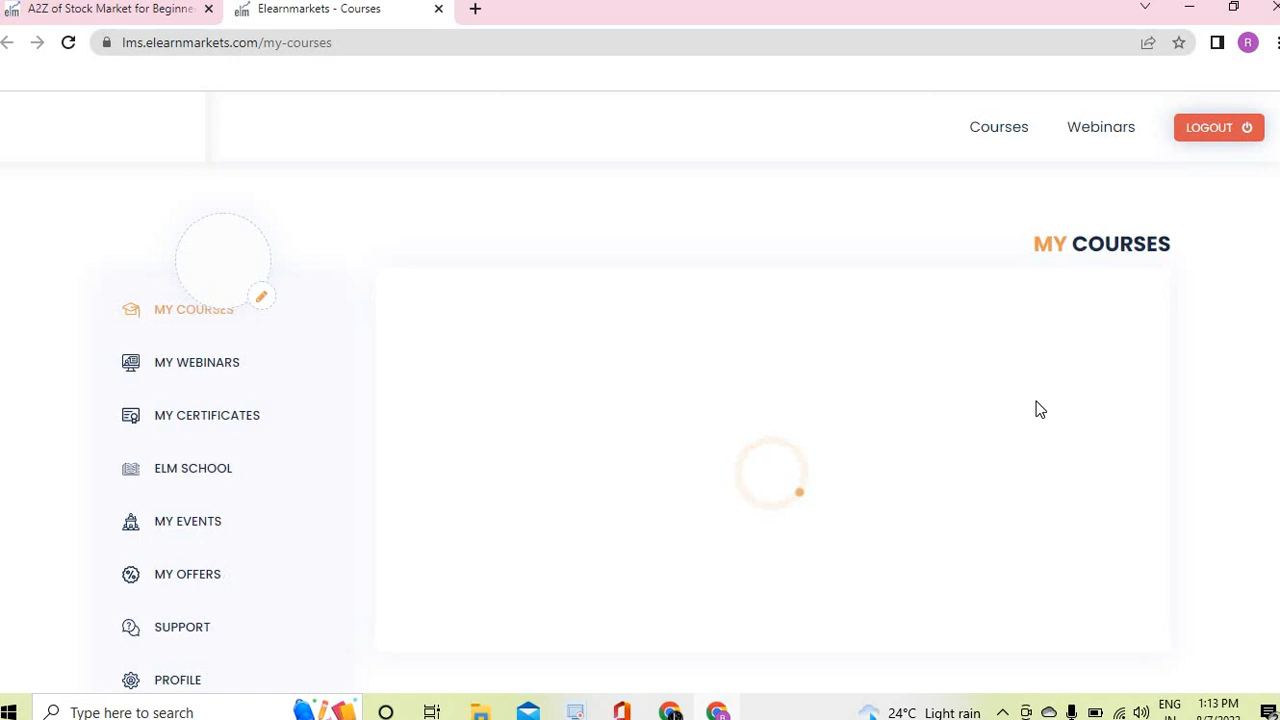 elm A2Z of Stock Market for Beginne
elm Elearnmarkets - Courses
lms.elearnmarkets.com/my-courses
R
Courses
Webinars
LOGOUT
MY COURSES
MY COURSES
MY WEBINARS
MY CERTIFICATES
ELM SCHOOL
MY EVENTS
MY OFFERS
SUPPORT
PROFILE
Type here to search
24°C Light rain
ENG
IN
1:13 PM